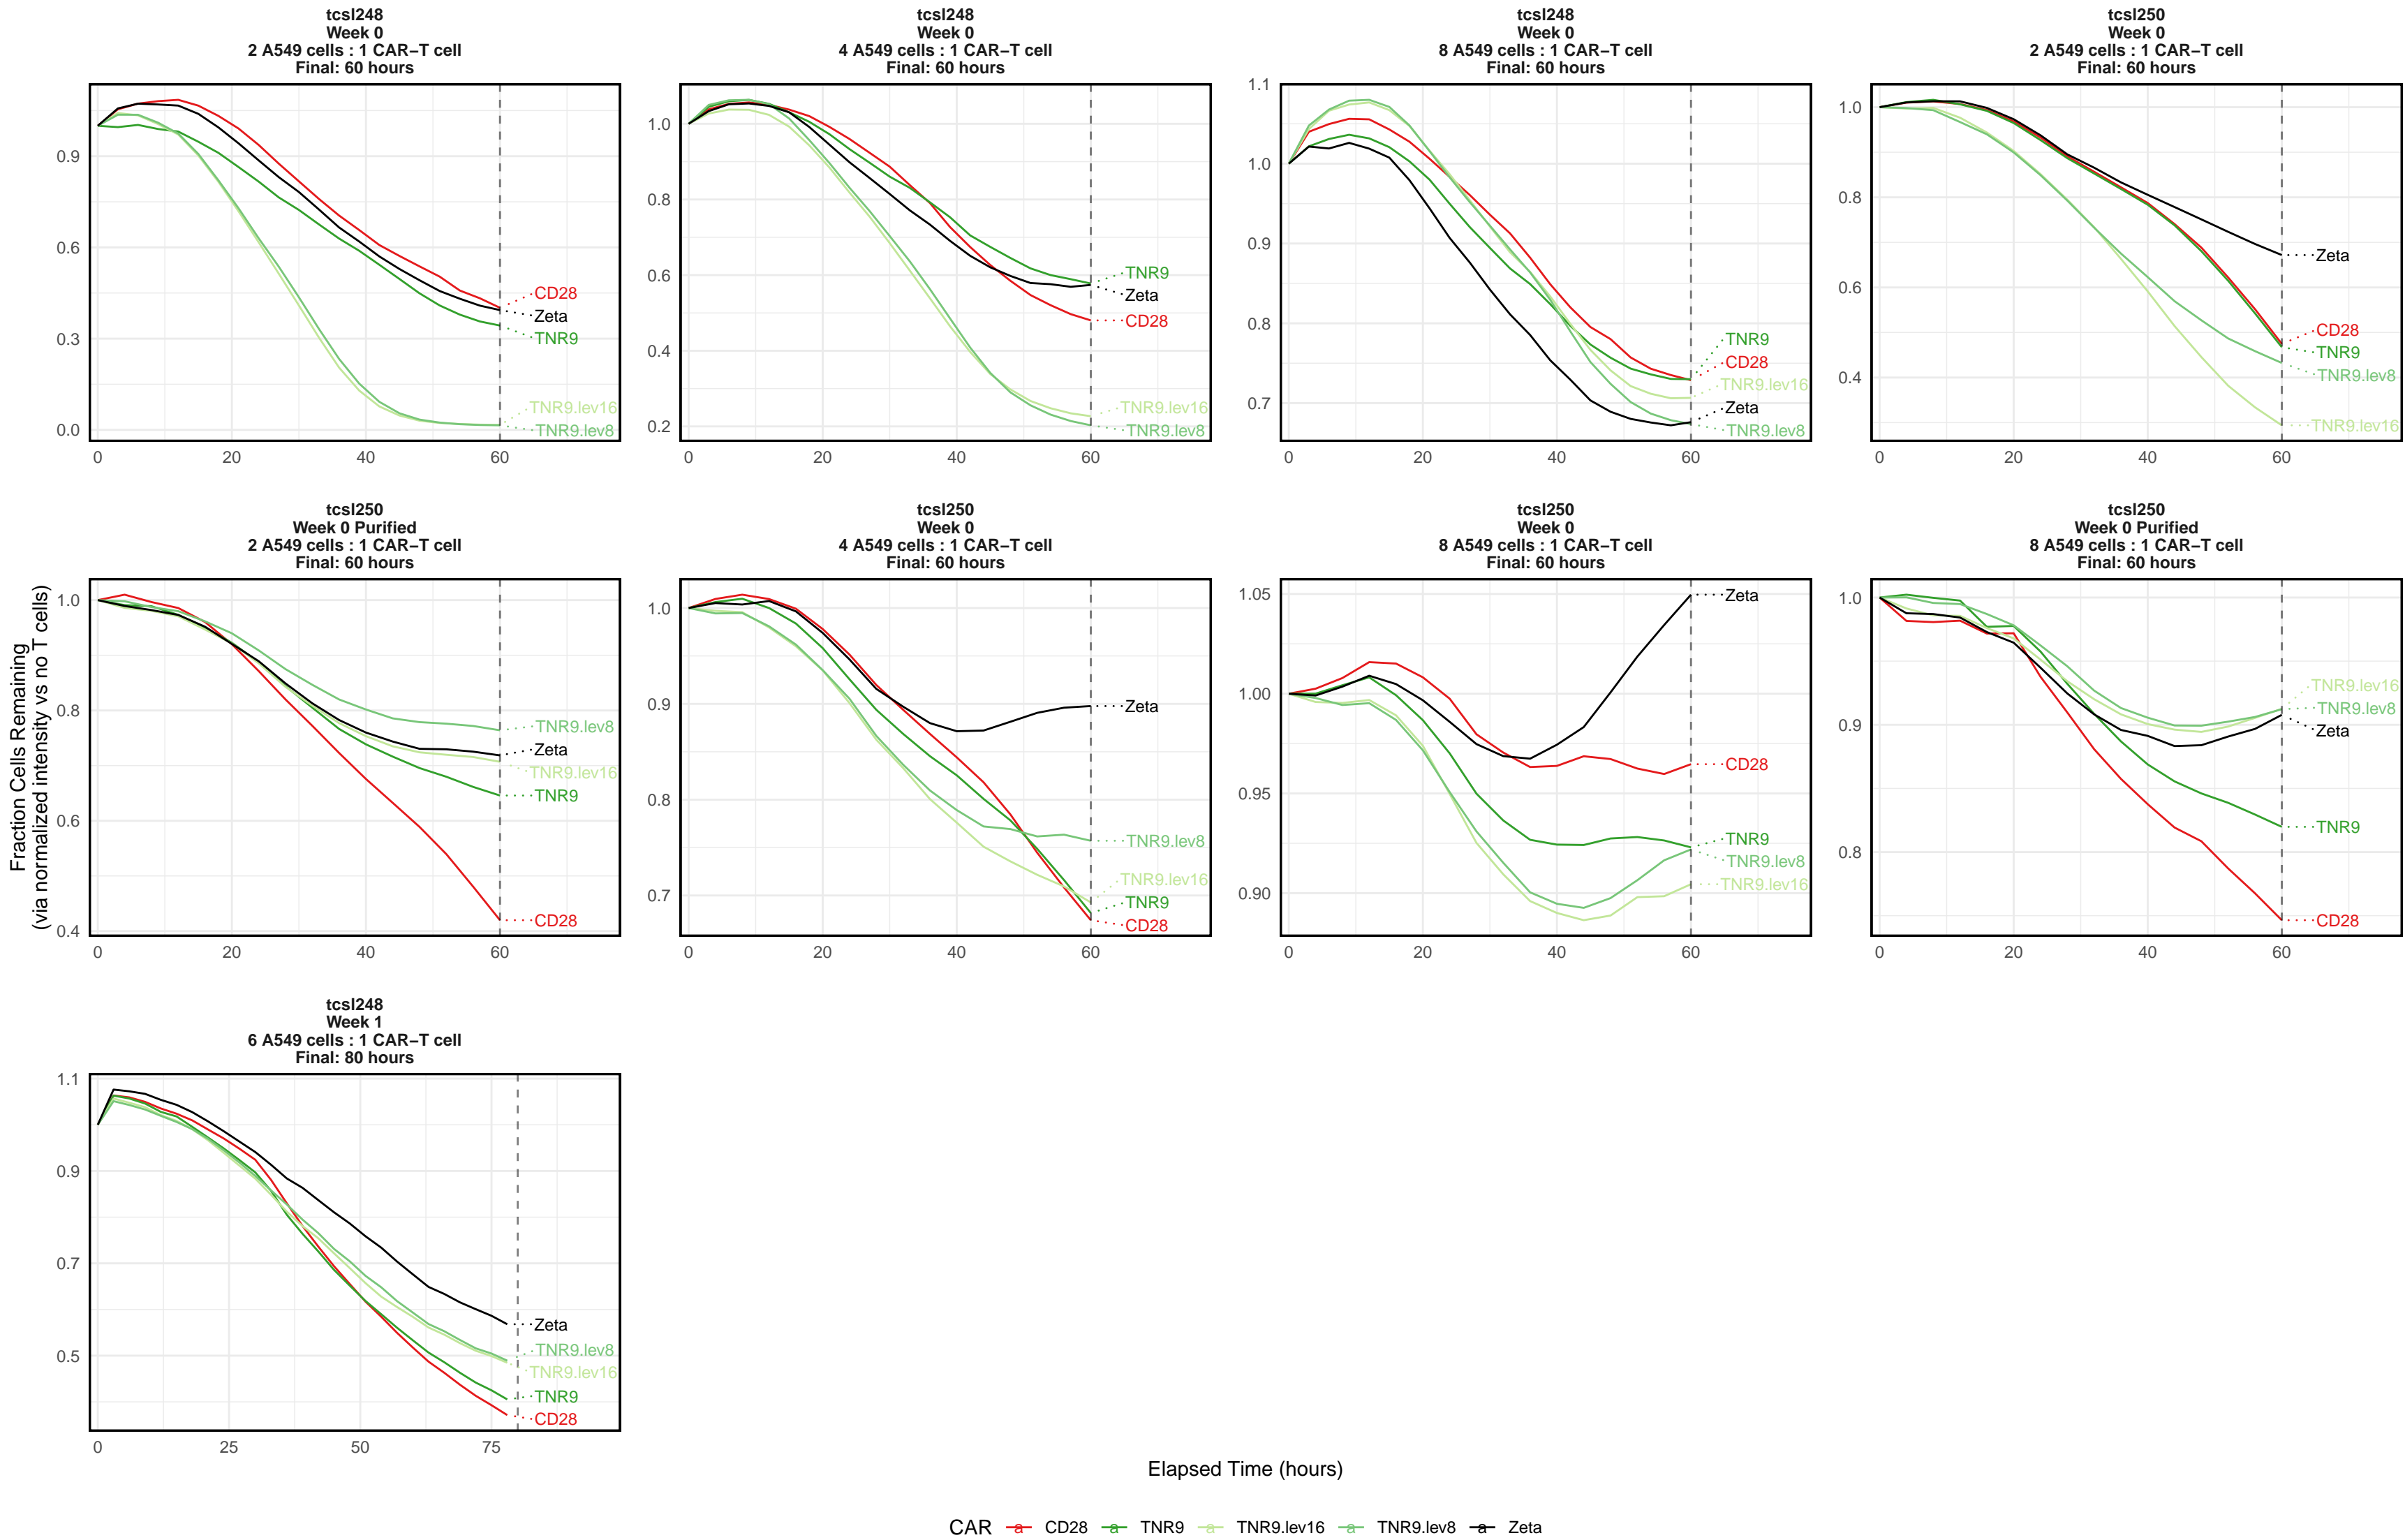 tcsl248
Week 0
2 A549 cells : 1 CAR−T cell
Final: 60 hours
0.9
0.6
0.3
0.0
0
20
40
60
CD28
Zeta
TNR9
TNR9.lev16
TNR9.lev8
tcsl248
Week 0
4 A549 cells : 1 CAR−T cell
Final: 60 hours
1.0
0.8
0.6
0.4
0.2
0
20
40
60
TNR9
Zeta
CD28
TNR9.lev16
TNR9.lev8
tcsl248
Week 0
8 A549 cells : 1 CAR−T cell
Final: 60 hours
1.1
1.0
0.9
0.8
0.7
0
20
40
60
TNR9
CD28
TNR9.lev16
Zeta
TNR9.lev8
tcsl250
Week 0
2 A549 cells : 1 CAR−T cell
Final: 60 hours
1.0
0.8
0.6
0.4
0
20
40
60
Zeta
CD28
TNR9
TNR9.lev8
TNR9.lev16
Fraction Cells Remaining
(via normalized intensity vs no T cells)
tcsl250
Week 0 Purified
2 A549 cells : 1 CAR−T cell
Final: 60 hours
1.0
0.8
0.6
0.4
0
20
40
60
TNR9.lev8
Zeta
TNR9.lev16
TNR9
CD28
tcsl250
Week 0
4 A549 cells : 1 CAR−T cell
Final: 60 hours
1.0
0.9
0.8
0.7
0
20
40
60
Zeta
TNR9.lev8
TNR9.lev16
TNR9
CD28
tcsl250
Week 0
8 A549 cells : 1 CAR−T cell
Final: 60 hours
1.05
1.00
0.95
0.90
0
20
40
60
Zeta
CD28
TNR9
TNR9.lev8
TNR9.lev16
tcsl250
Week 0 Purified
8 A549 cells : 1 CAR−T cell
Final: 60 hours
1.0
0.9
0.8
0
20
40
60
TNR9.lev16
TNR9.lev8
Zeta
TNR9
CD28
tcsl248
Week 1
6 A549 cells : 1 CAR−T cell
Final: 80 hours
1.1
0.9
0.7
0.5
0
25
50
75
Zeta
TNR9.lev8
TNR9.lev16
TNR9
CD28
Elapsed Time (hours)
CAR a CD28 a TNR9 a TNR9.lev16 a TNR9.lev8 a Zeta